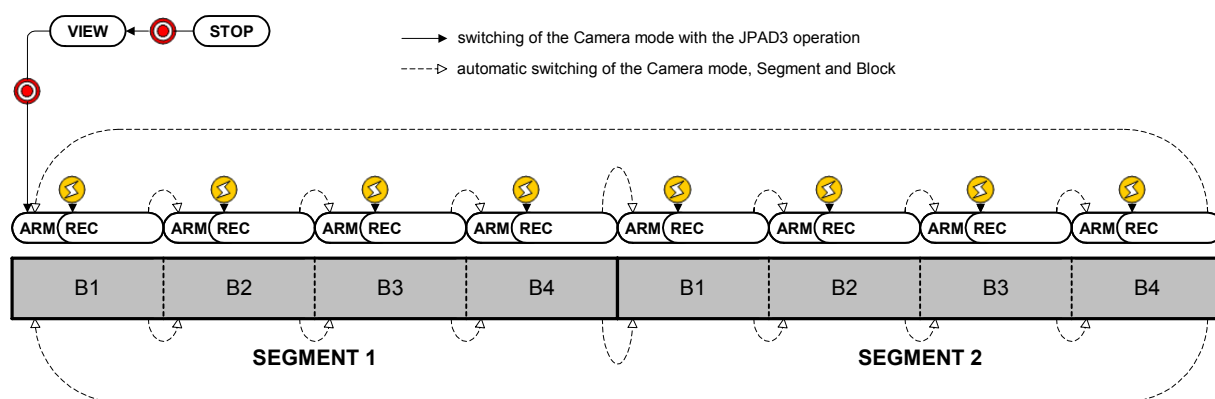 VIEW STOP
switching of the Camera mode with the JPAD3 operation
automatic switching of the Camera mode, Segment and Block
ARM REC ARM REC ARM REC ARM REC ARM REC ARM REC ARM REC ARM REC
B1 B2 B3 B4 B1 B2 B3 B4
SEGMENT 1 SEGMENT 2